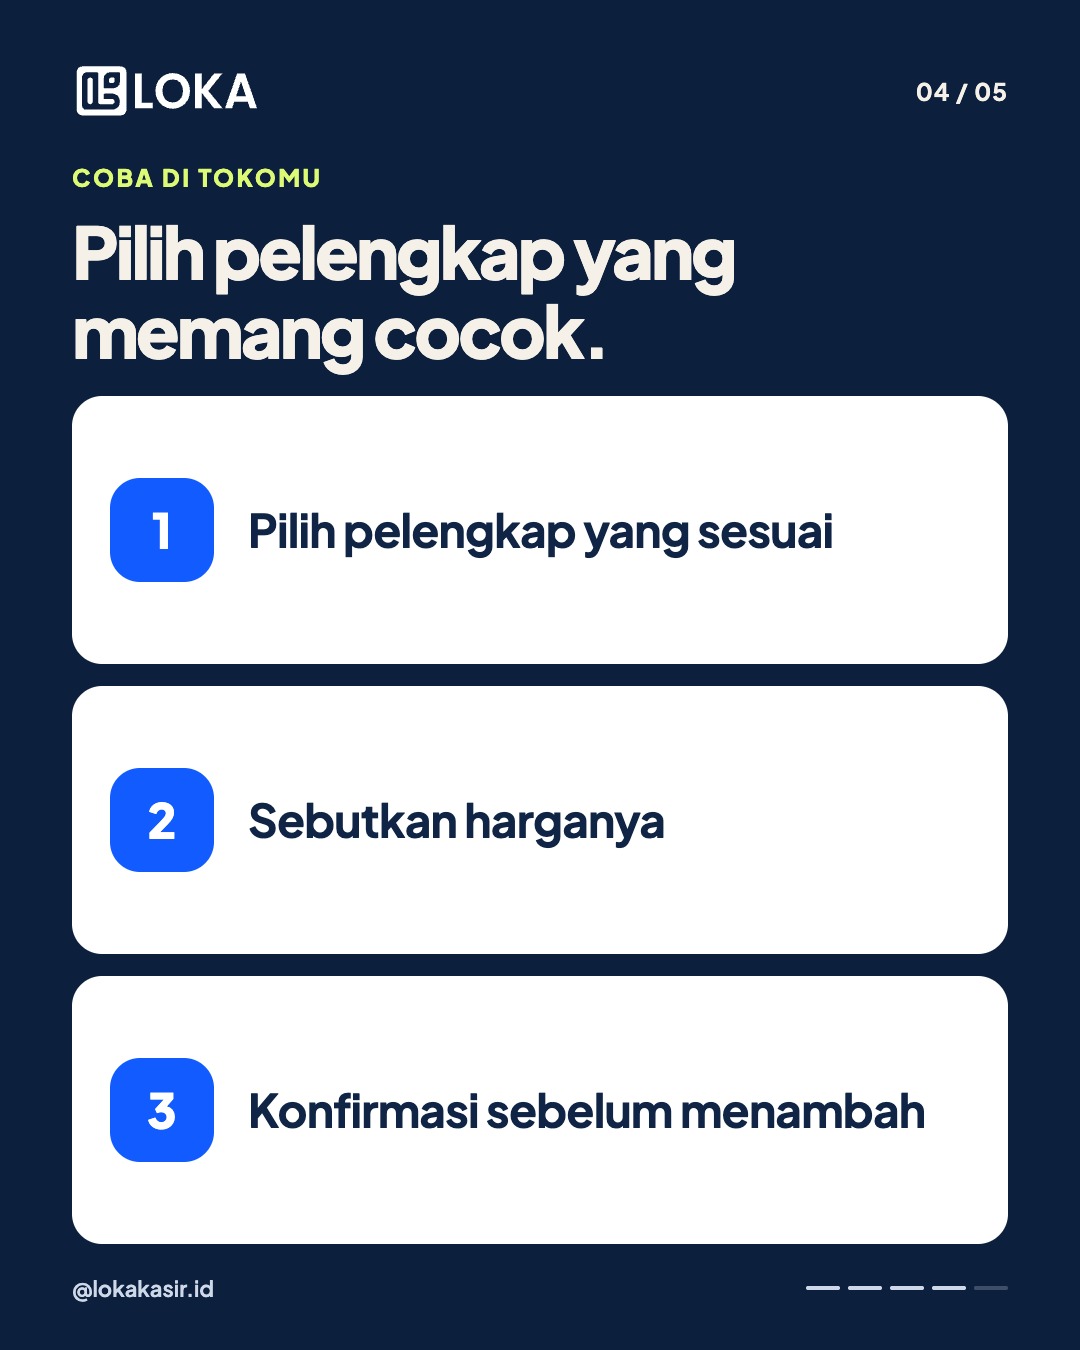 LOKA
04 / 05
COBA DI TOKOMU
Pilih pelengkap yang
memang cocok.
1
Pilih pelengkap yang sesuai
2
Sebutkan harganya
3
Konfirmasi sebelum menambah
@lokakasir.id